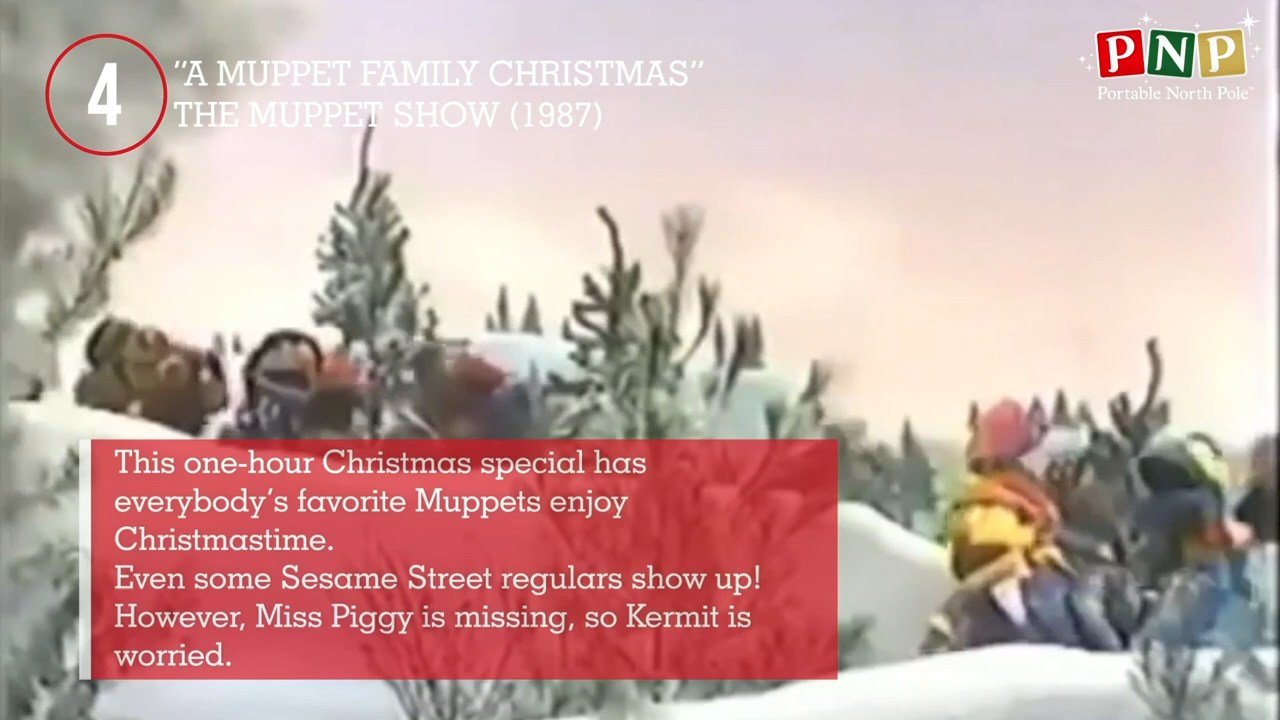 4
"A MUPPET FAMILY CHRISTMAS"
THE MUPPET SHOW (1987)
PNP
Portable North Pole™
This one-hour Christmas special has
everybody's favorite Muppets enjoy
Christmastime.
Even some Sesame Street regulars show up!
However, Miss Piggy is missing, so Kermit is
worried.